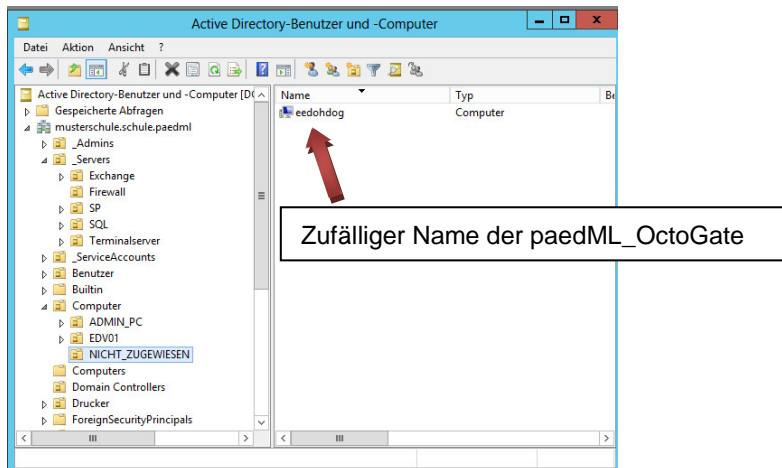 Active Directory-Benutzer und -Computer
Datei Aktion Ansicht ?
Active Directory-Benutzer und -Computer [D
Gespeicherte Abfragen
musterschule.schule.paedml
_Admins
_Servers
Exchange
Firewall
SP
SQL
Terminalserver
_ServiceAccounts
Benutzer
Builtin
Computer
ADMIN_PC
EDV01
NICHT_ZUGEWIESEN
Computers
Domain Controllers
Drucker
ForeignSecurityPrincipals
Name Typ Be
eedohdog Computer
Zufälliger Name der paedML_OctoGate